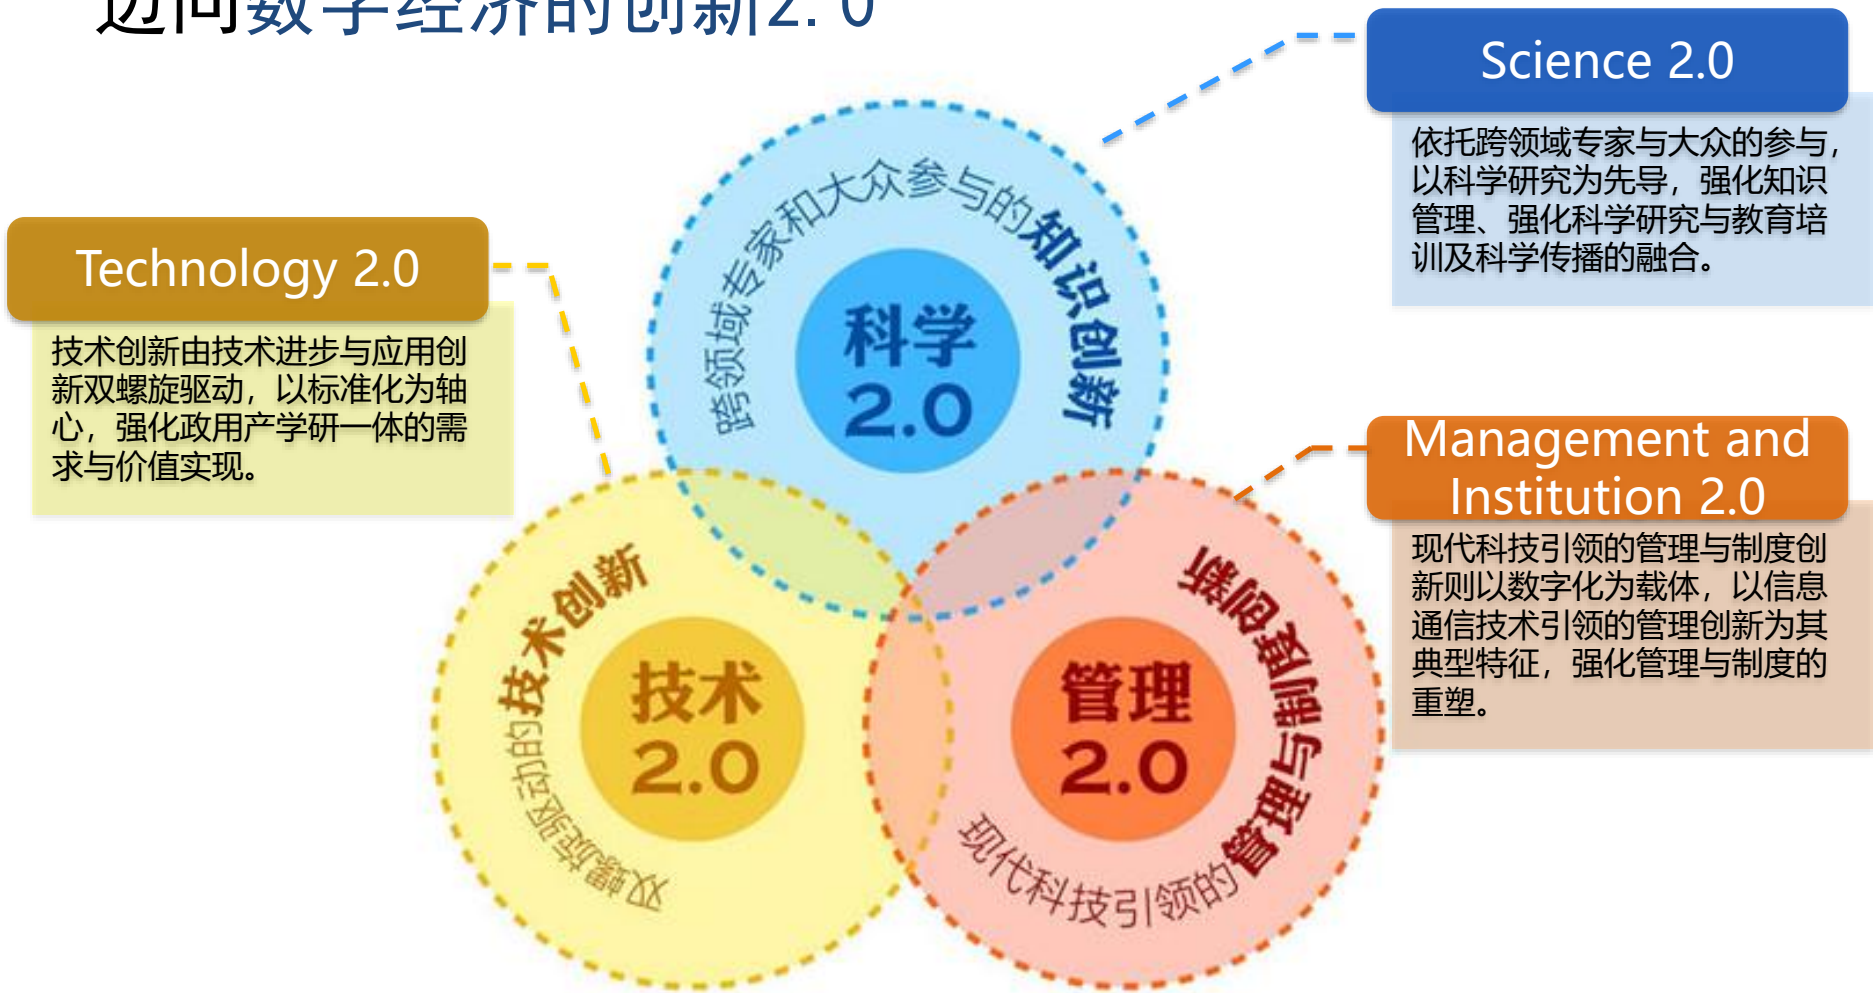 迈向数字经济的创新2.0
Science 2.0
依托跨领域专家与大众的参与,
以科学研究为先导，强化知识
管理、强化科学研究与教育培
训及科学传播的融合。
Technology 2.0
技术创新由技术进步与应用创
新双螺旋驱动，以标准化为轴
心，强化政用产学研一体的需
求与价值实现。
跨领域专家和大众参与的知识创新
科学
2.0
Management and
Institution 2.0
现代科技引领的管理与制度创
新则以数字化为载体，以信息
通信技术引领的管理创新为其
典型特征，强化管理与制度的
重塑。
双螺旋驱动的技术创新
技术
2.0
现代科技引领的管理与制度创新
管理
2.0